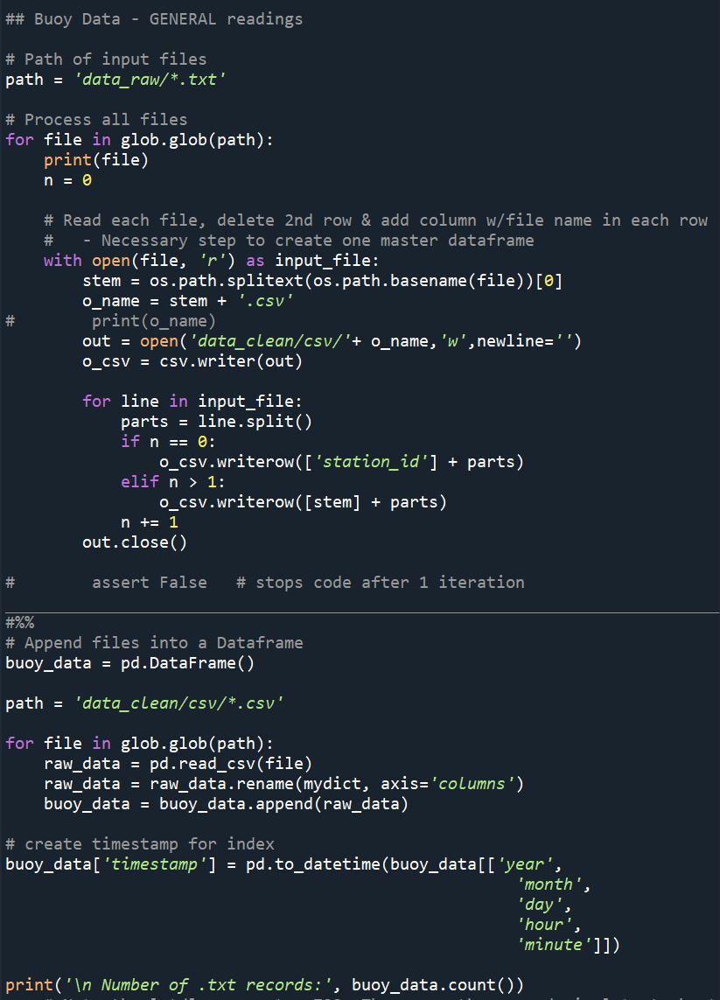 ## Buoy Data - GENERAL readings
# Path of input files
path = 'data_raw/*.txt'
# Process all files
for file in glob.glob(path):
    print(file)
    n = 0
    # Read each file, delete 2nd row & add column w/file name in each row
    #   - Necessary step to create one master dataframe
    with open(file, 'r') as input_file:
        stem = os.path.splitext(os.path.basename(file))[0]
        o_name = stem + '.csv'
#        print(o_name)
        out = open('data_clean/csv/'+ o_name,'w',newline='')
        o_csv = csv.writer(out)
        for line in input_file:
            parts = line.split()
            if n == 0:
                o_csv.writerow(['station_id'] + parts)
            elif n > 1:
                o_csv.writerow([stem] + parts)
            n += 1
        out.close()
#        assert False   # stops code after 1 iteration
#%%
# Append files into a Dataframe
buoy_data = pd.DataFrame()
path = 'data_clean/csv/*.csv'
for file in glob.glob(path):
    raw_data = pd.read_csv(file)
    raw_data = raw_data.rename(mydict, axis='columns')
    buoy_data = buoy_data.append(raw_data)
# create timestamp for index
buoy_data['timestamp'] = pd.to_datetime(buoy_data[['year',
                                                     'month',
                                                     'day',
                                                     'hour',
                                                     'minute']])
print('\n Number of .txt records:', buoy_data.count())